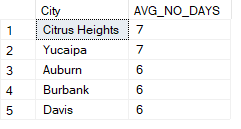 City AVG_NO_DAYS
1 Citrus Heights 7
2 Yucaipa 7
3 Auburn 6
4 Burbank 6
5 Davis 6